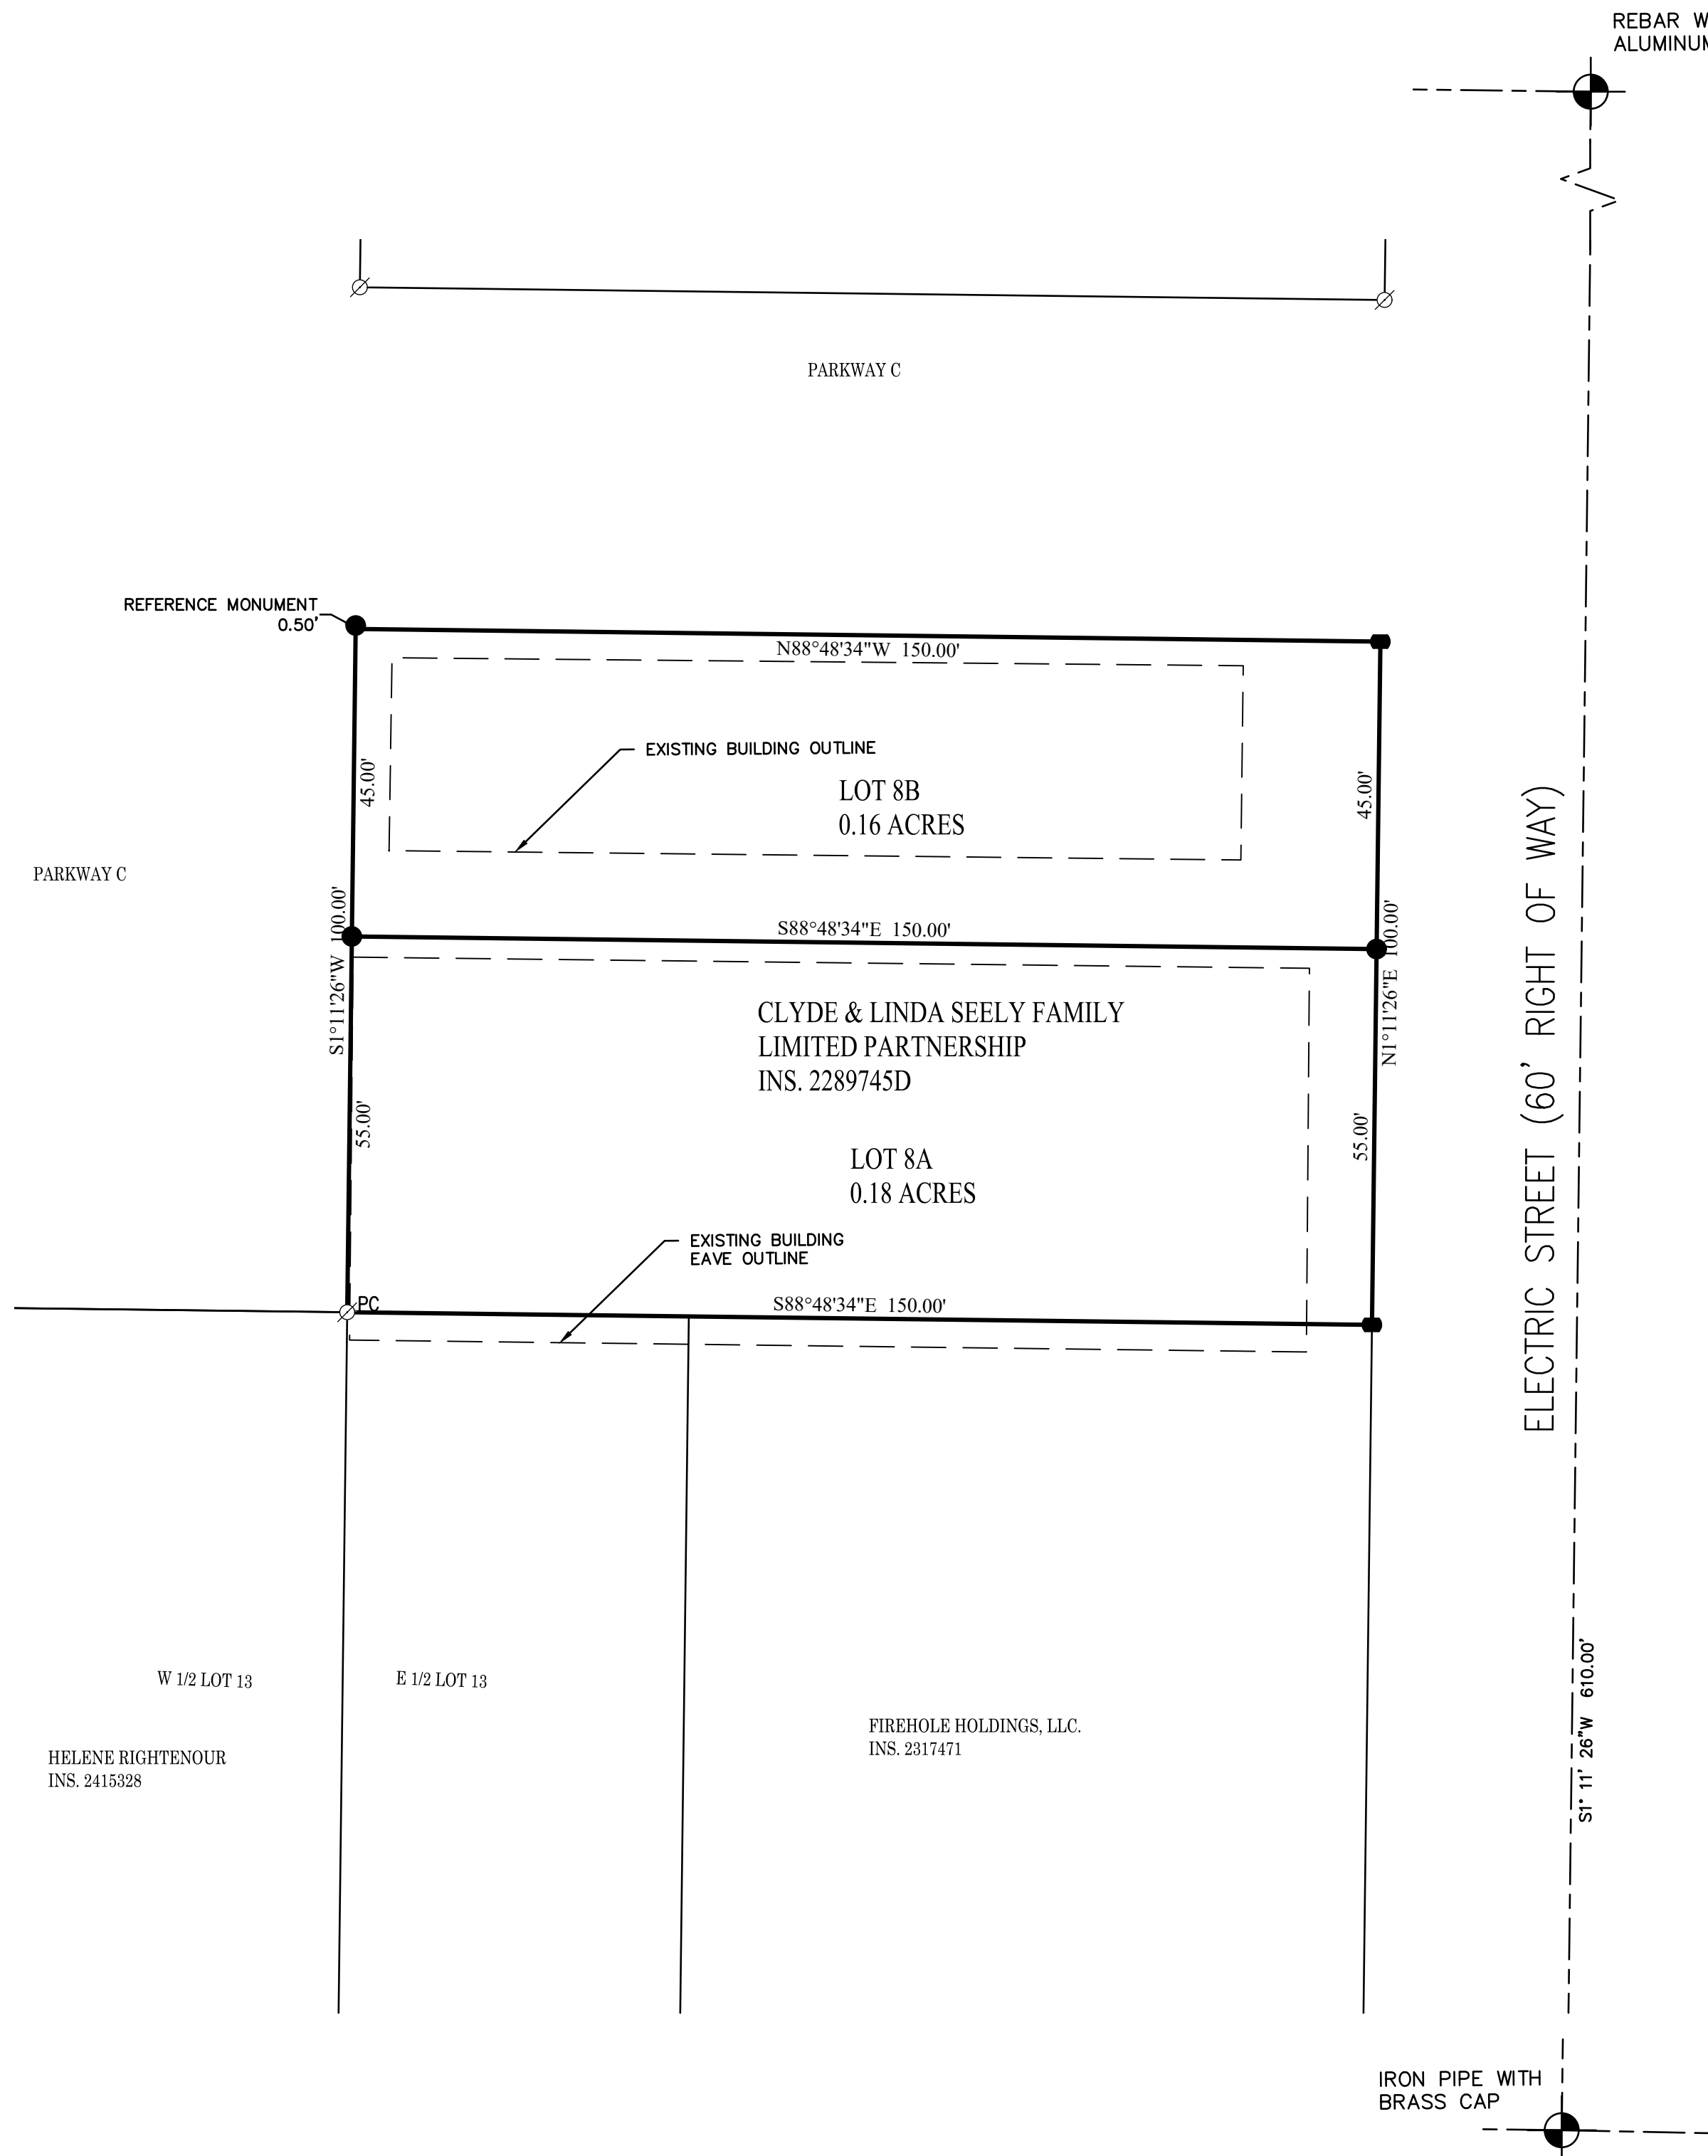 REBAR W
ALUMINUM
PARKWAY C
REFERENCE MONUMENT
0.50'
N88°48'34"W 150.00'
EXISTING BUILDING OUTLINE
LOT 8B
0.16 ACRES
45.00'
45.00'
PARKWAY C
S1°11'26"W 100.00'
S88°48'34"E 150.00'
N1°11'26"E 100.00'
CLYDE & LINDA SEELY FAMILY
LIMITED PARTNERSHIP
INS. 2289745D
55.00'
55.00'
LOT 8A
0.18 ACRES
EXISTING BUILDING
EAVE OUTLINE
PC
S88°48'34"E 150.00'
ELECTRIC STREET (60' RIGHT OF WAY)
S1° 11' 26"W 610.00'
W 1/2 LOT 13
E 1/2 LOT 13
HELENE RIGHTENOUR
INS. 2415328
FIREHOLE HOLDINGS, LLC.
INS. 2317471
IRON PIPE WITH
BRASS CAP